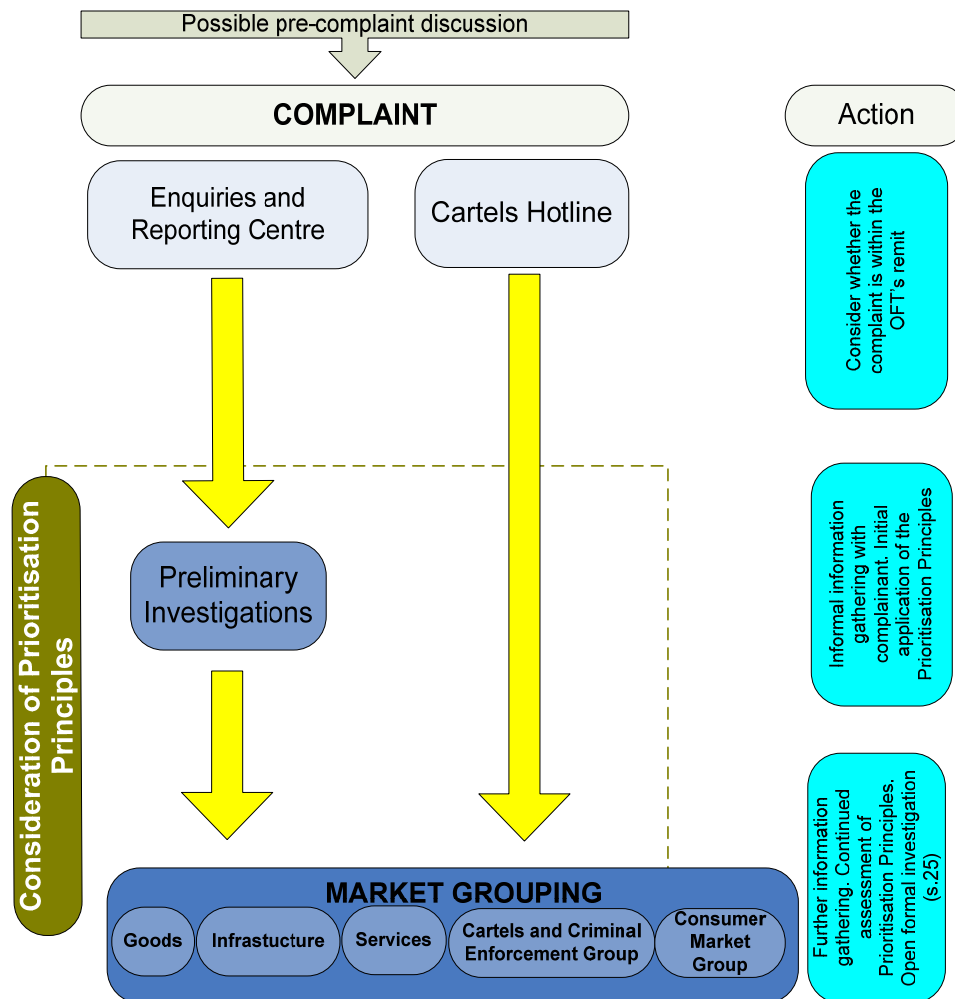 Possible pre-complaint discussion
COMPLAINT
Action
Enquiries and
Reporting Centre
Cartels Hotline
Consider whether the
complaint is within the
OFT's remit
Consideration of Prioritisation
Principles
Preliminary
Investigations
Informal information
gathering with
complainant. Initial
application of the
Prioritisation Principles
MARKET GROUPING
Goods
Infrastucture
Services
Cartels and Criminal
Enforcement Group
Consumer
Market
Group
Further information
gathering. Continued
assessment of
Prioritisation Principles.
Open formal investigation
(s.25)